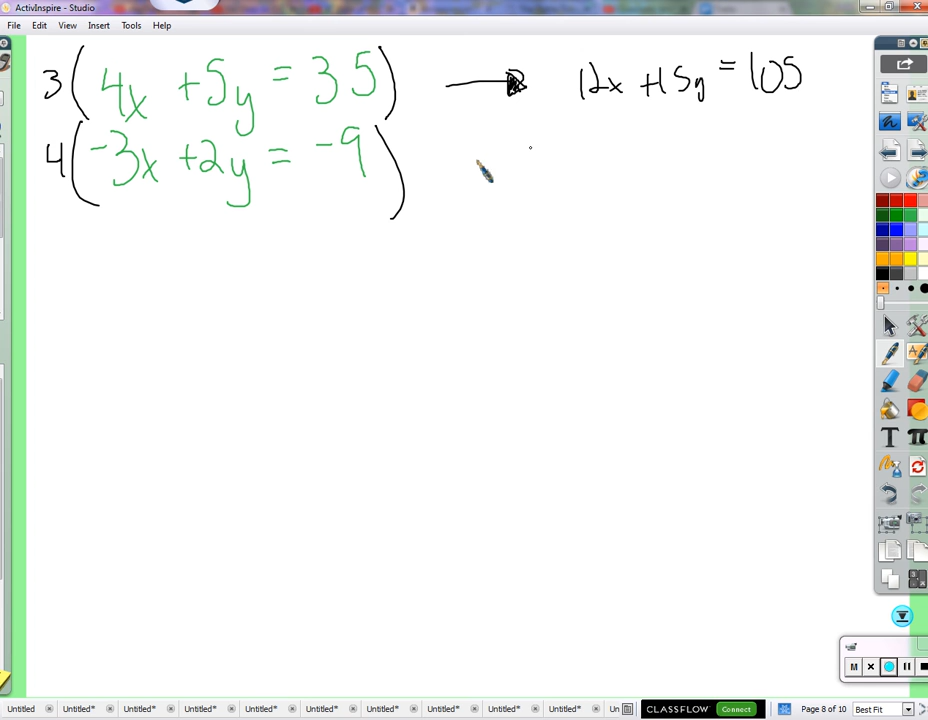 ActivInspire - Studio
File Edit View Insert Tools Help
3(4x +5y = 35) → 12x +15y = 105
4(-3x +2y = -9)
T π
M
Untitled Untitled* Untitled* Untitled* Untitled* Untitled* Untitled* Untitled* Untitled* Untitled* Un CLASSFLOW Connect Page 8 of 10 Best Fit